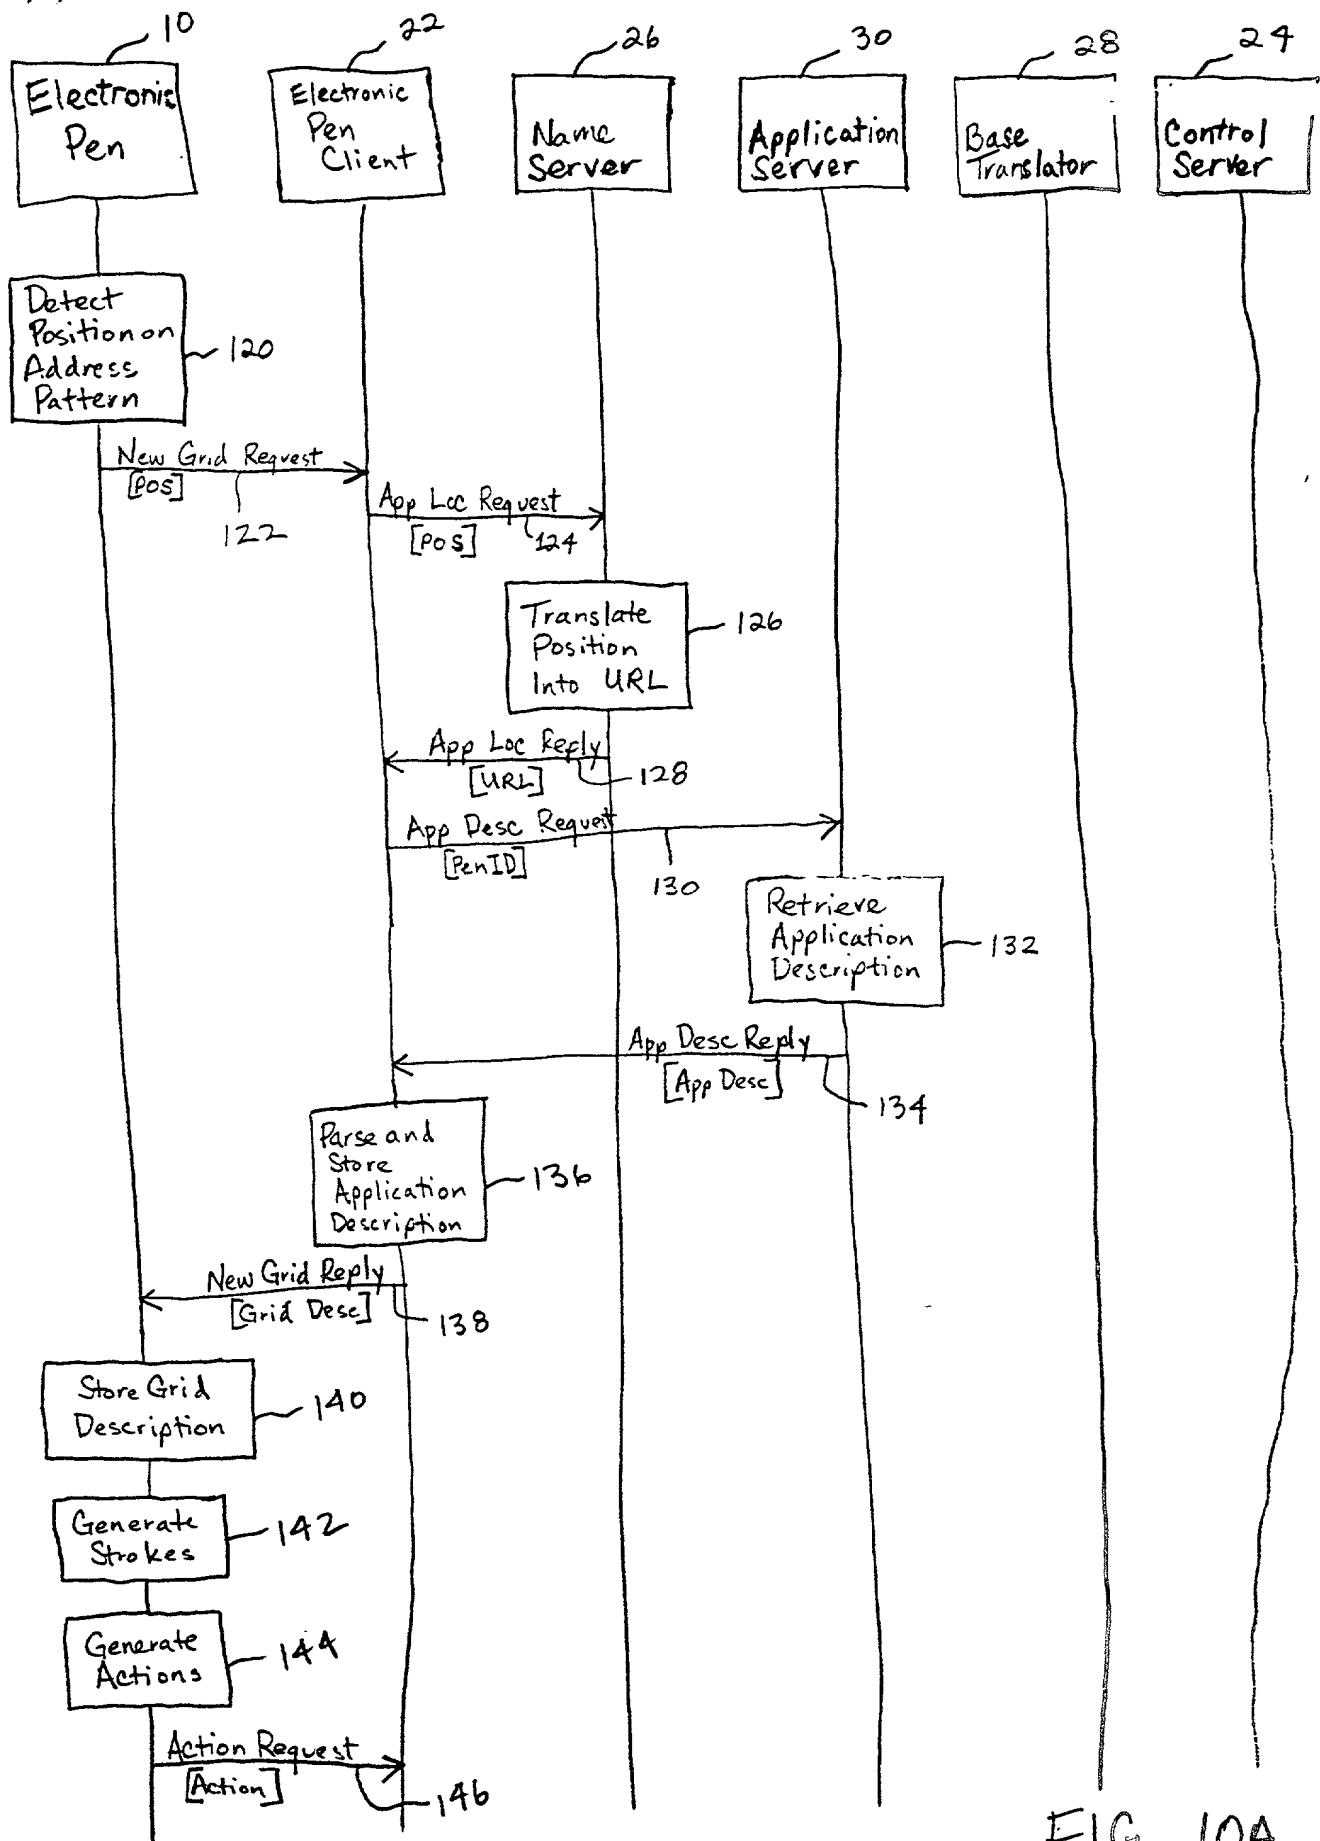 10
22
26
30
28
24
Electronic
Pen
Electronic
Pen
Client
Name
Server
Application
Server
Base
Translator
Control
Server
Detect
Position on
Address
Pattern
120
New Grid Request
[POS]
122
App Loc Request
[POS]
124
Translate
Position
Into URL
126
App Loc Reply
[URL]
128
App Desc Request
[PenID]
130
Retrieve
Application
Description
132
App Desc Reply
[App Desc]
134
Parse and
Store
Application
Description
136
New Grid Reply
[Grid Desc]
138
Store Grid
Description
140
Generate
Strokes
142
Generate
Actions
144
Action Request
[Action]
146
FIG 10A